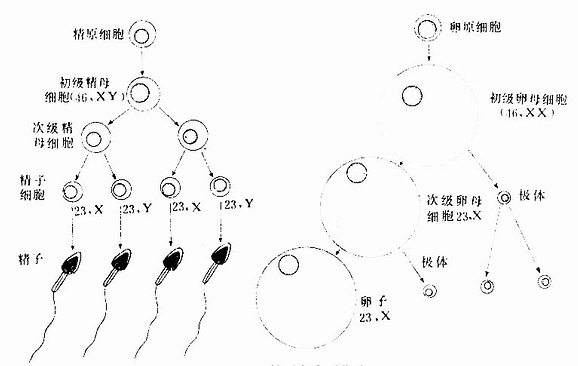 精原细胞
初级精母
细胞(46、XY)
次级精
母细胞
精子
细胞
23,X
23,Y
23,X
23,Y
精子
卵原细胞
初级卵母细胞
(46、XX)
次级卵母
细胞23,X
极体
极体
卵子
23,X